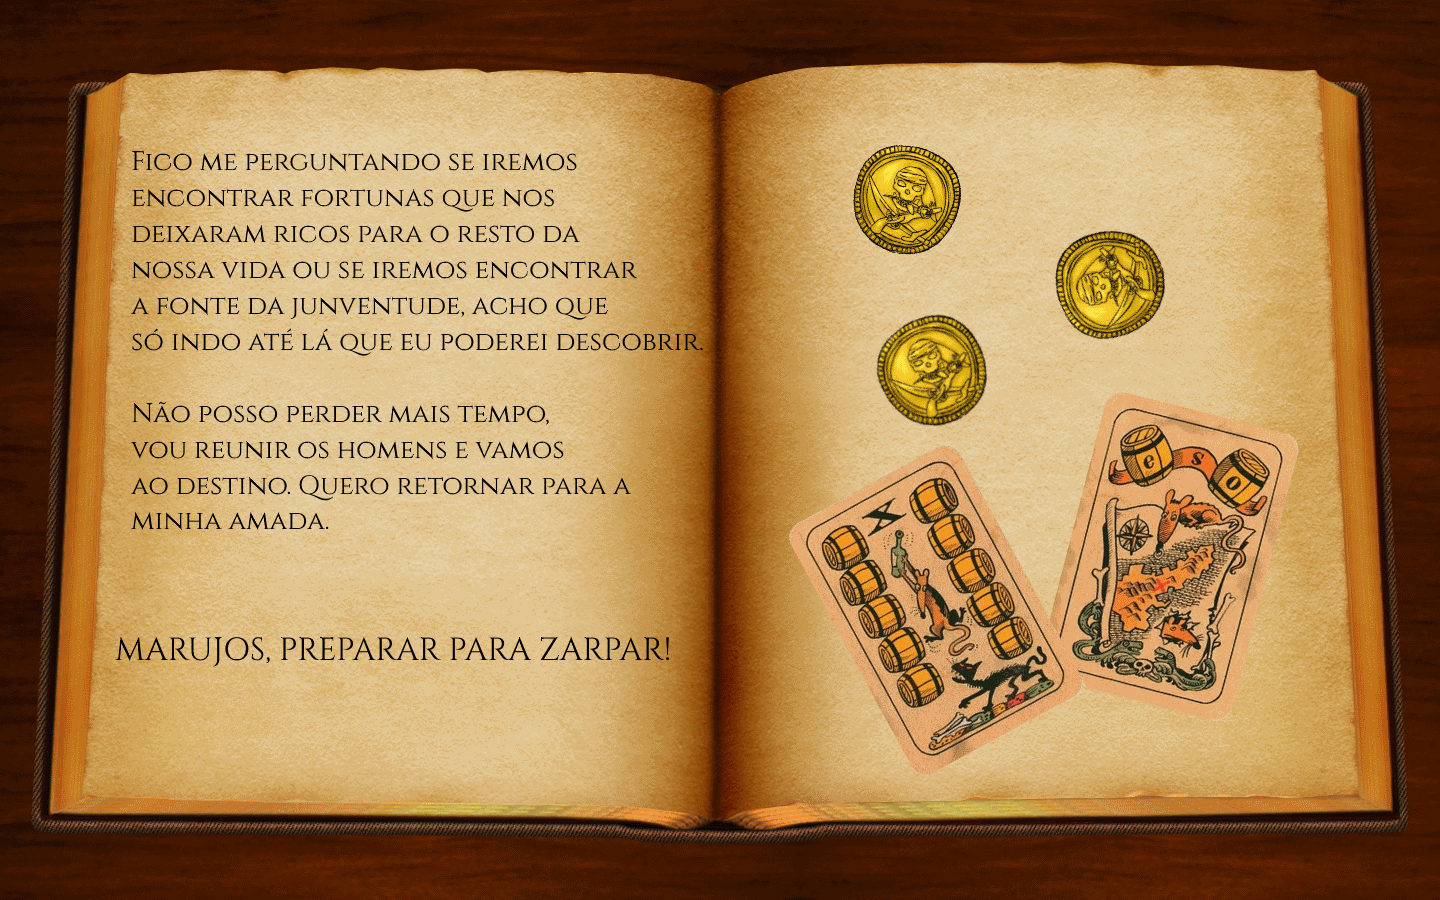 Fico me perguntando se iremos
encontrar fortunas que nos
deixaram ricos para o resto da
nossa vida ou se iremos encontrar
a fonte da junventude, acho que
só indo até lá que eu poderei descobrir.
Não posso perder mais tempo,
vou reunir os homens e vamos
ao destino. Quero retornar para a
minha amada.
MARUJOS, PREPARAR PARA ZARPAR!
X
e s o